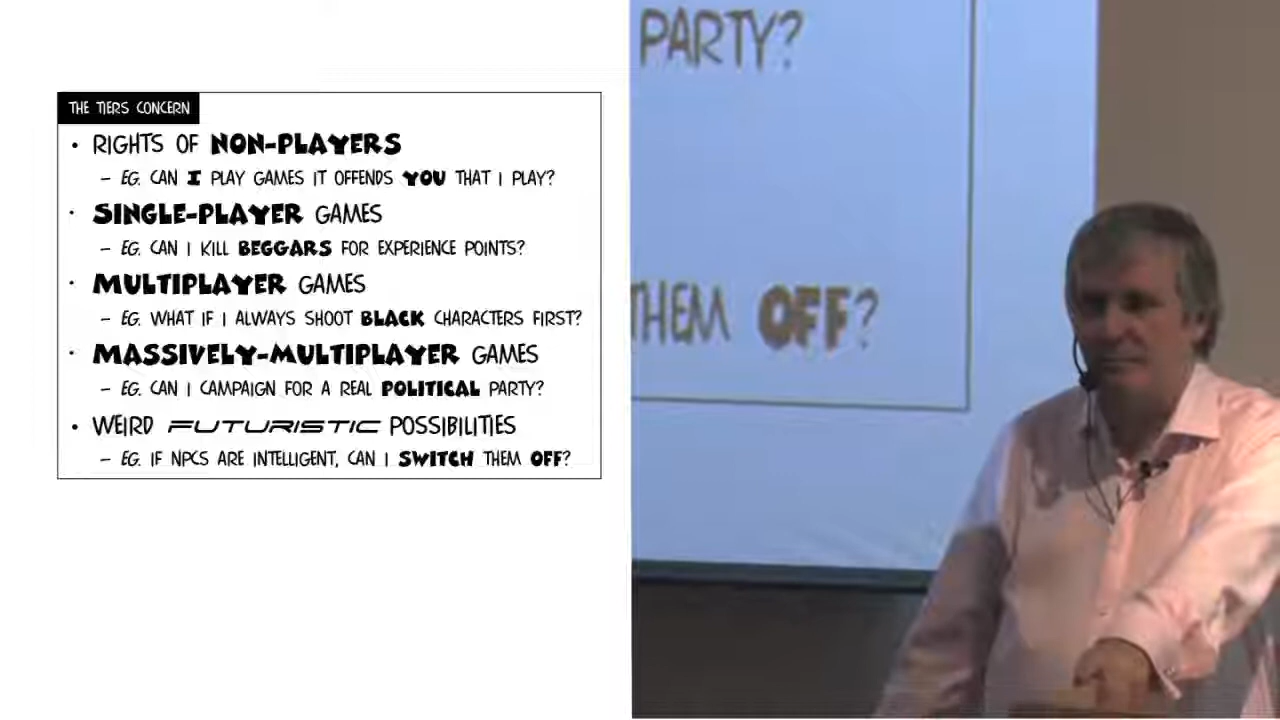 THE TIERS CONCERN
• RIGHTS OF NON-PLAYERS
– EG. CAN I PLAY GAMES IT OFFENDS YOU THAT I PLAY?
• SINGLE-PLAYER GAMES
– EG. CAN I KILL BEGGARS FOR EXPERIENCE POINTS?
• MULTIPLAYER GAMES
– EG. WHAT IF I ALWAYS SHOOT BLACK CHARACTERS FIRST?
• MASSIVELY-MULTIPLAYER GAMES
– EG. CAN I CAMPAIGN FOR A REAL POLITICAL PARTY?
• WEIRD FUTURISTIC POSSIBILITIES
– EG. IF NPCS ARE INTELLIGENT, CAN I SWITCH THEM OFF?
PARTY?
THEM OFF?